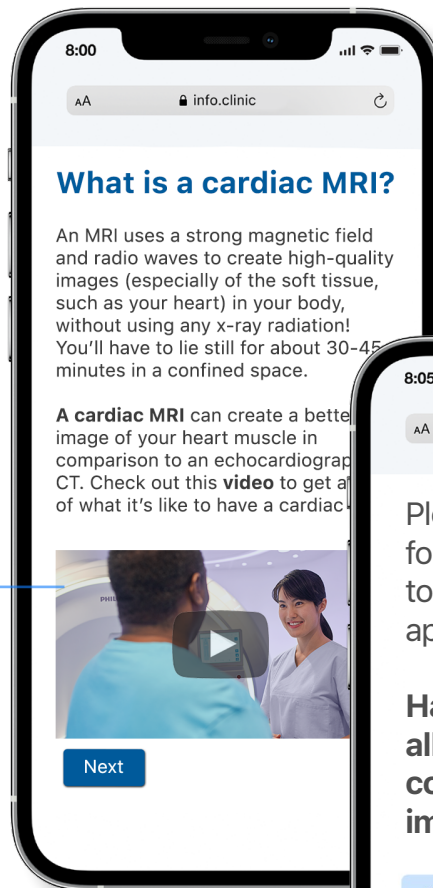 8:00
AA info.clinic
What is a cardiac MRI?
An MRI uses a strong magnetic field
and radio waves to create high-quality
images (especially of the soft tissue,
such as your heart) in your body,
without using any x-ray radiation!
You'll have to lie still for about 30-45
minutes in a confined space.
A cardiac MRI can create a bette
image of your heart muscle in
comparison to an echocardiograp
CT. Check out this video to get a
of what it's like to have a cardiac
PHI
Next
8:05
AA
Ple
fo
to
ap
Ha
all
co
im